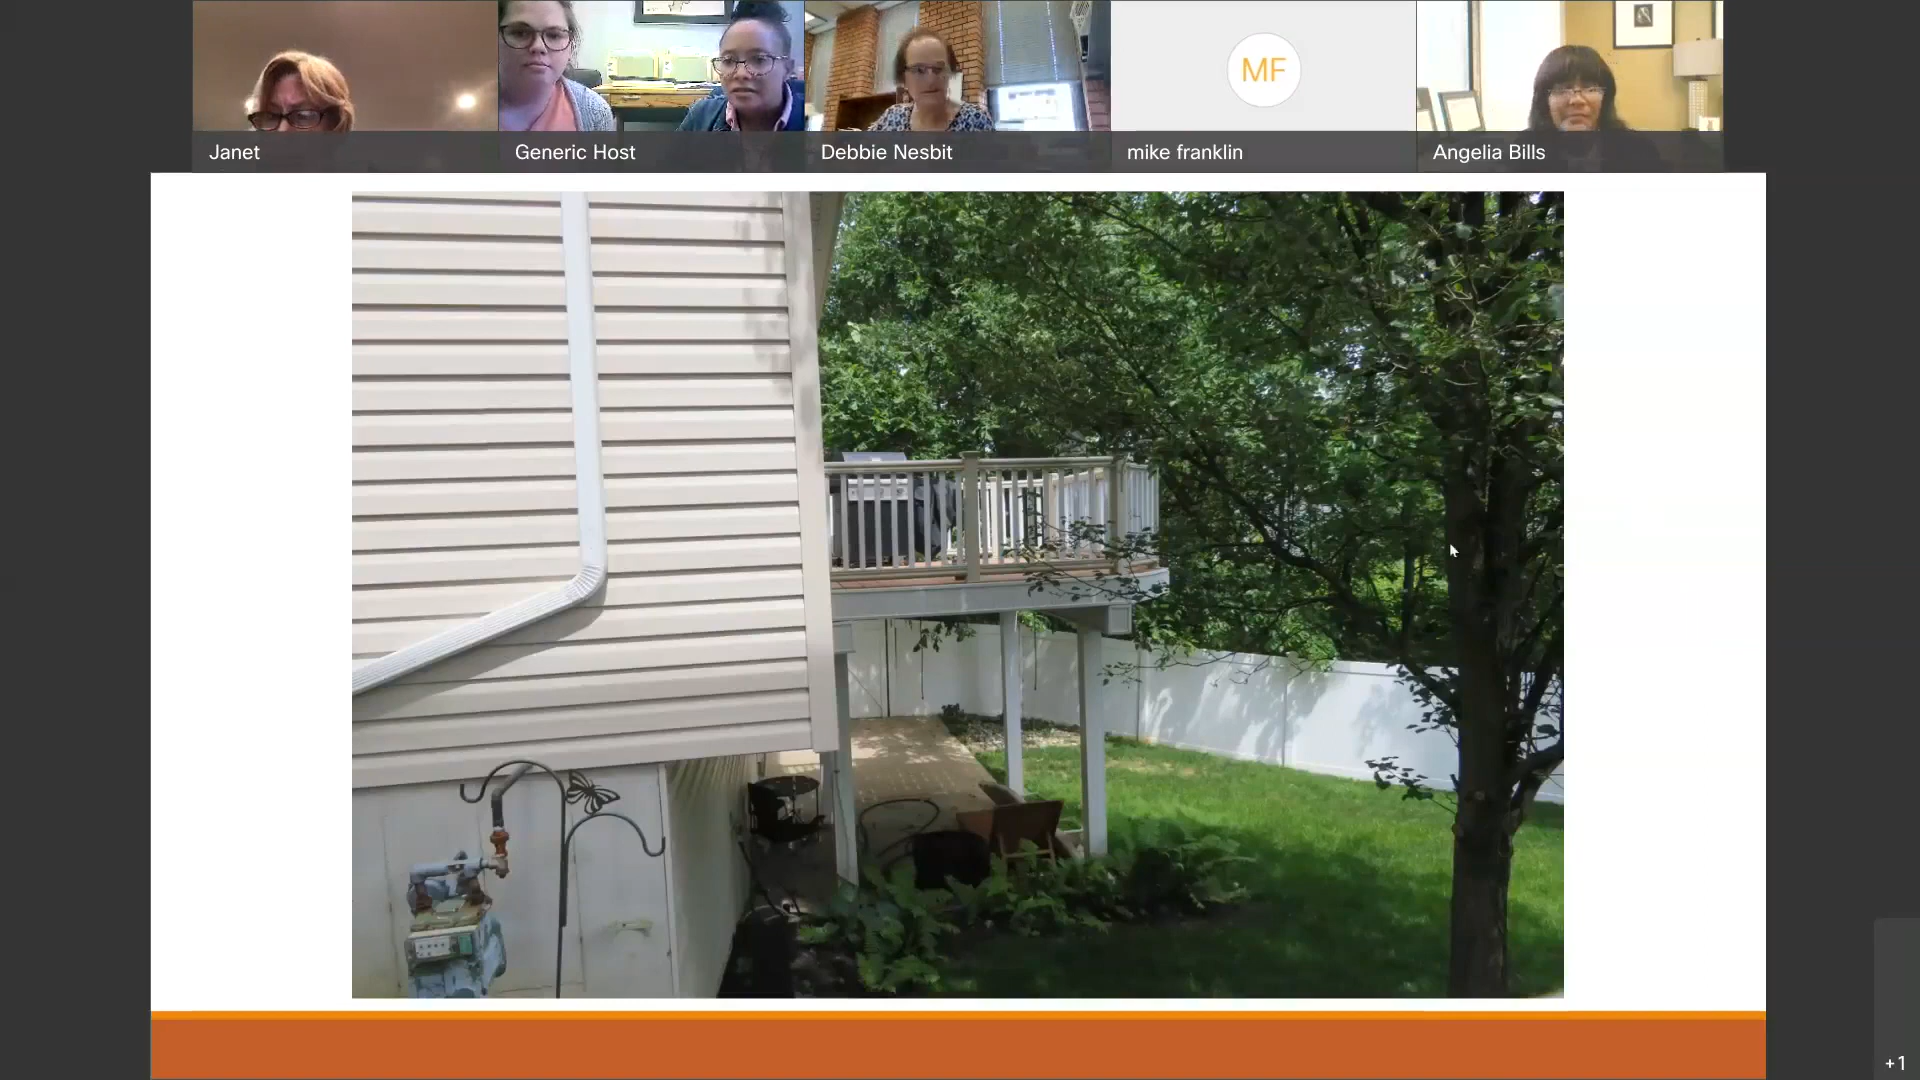 Janet
Generic Host
Debbie Nesbit
MF
mike franklin
Angelia Bills
+1